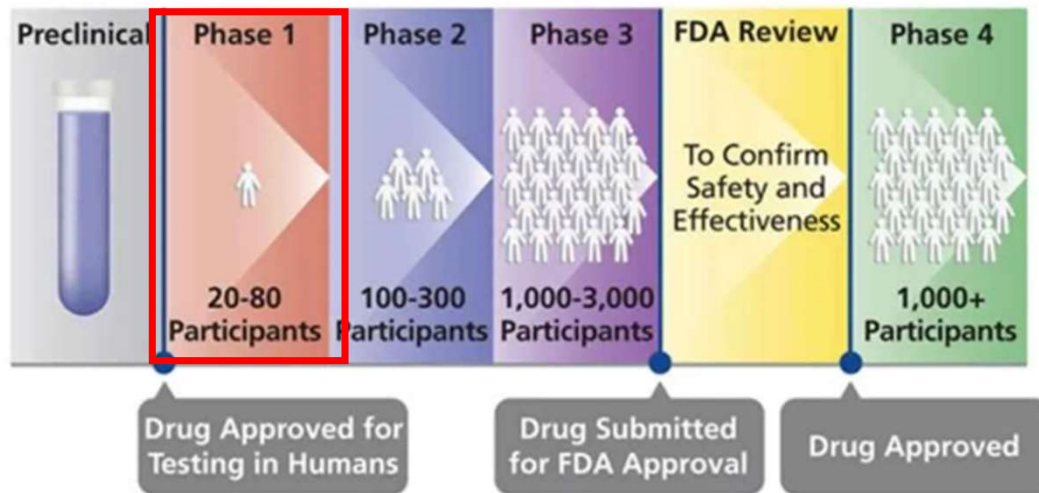 Preclinical
Phase 1
Phase 2
Phase 3
FDA Review
Phase 4
To Confirm
Safety and
Effectiveness
20-80
Participants
100-300
Participants
1,000-3,000
Participants
1,000+
Participants
Drug Approved for
Testing in Humans
Drug Submitted
for FDA Approval
Drug Approved